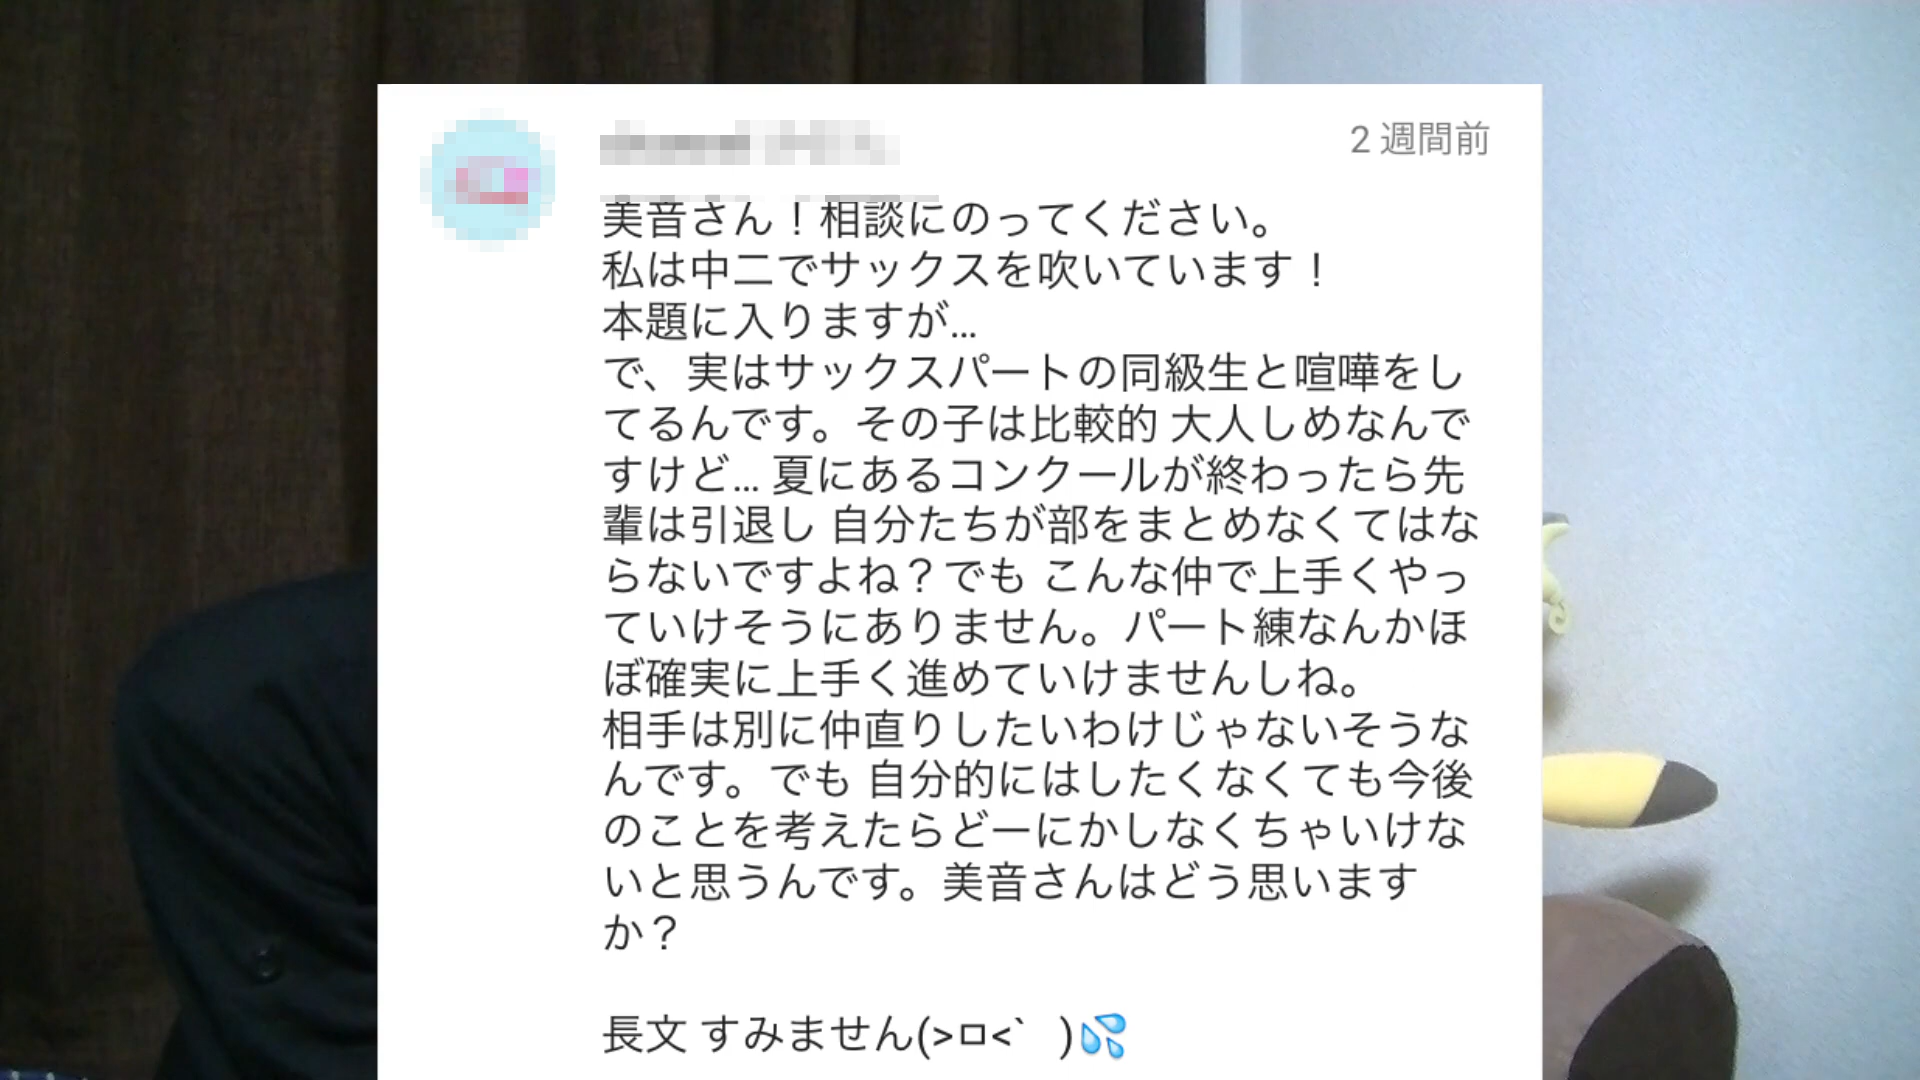 2 週間前
美音さん！相談にのってください。
私は中二でサックスを吹いています！
本題に入りますが…
で、実はサックスパートの同級生と喧嘩をし
てるんです。その子は比較的 大人しめなんで
すけど… 夏にあるコンクールが終わったら先
輩は引退し 自分たちが部をまとめなくてはな
らないですよね？でも こんな仲で上手くやっ
ていけそうにありません。パート練なんかほ
ぼ確実に上手く進めていけませんしね。
相手は別に仲直りしたいわけじゃないそうな
んです。でも 自分的にはしたくなくても今後
のことを考えたらどーにかしなくちゃいけな
いと思うんです。美音さんはどう思います
か？
長文 すみません(>ㅁ<`  )💦